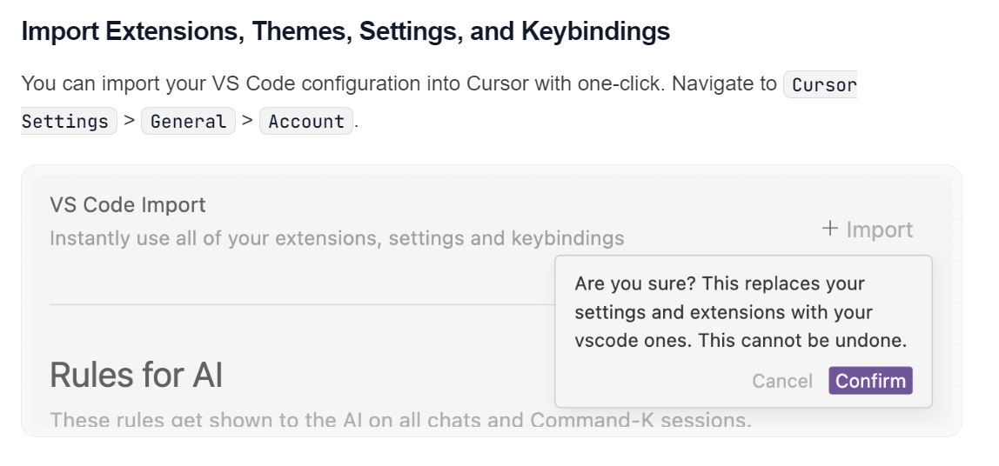 Import Extensions, Themes, Settings, and Keybindings
You can import your VS Code configuration into Cursor with one-click. Navigate to Cursor
Settings > General > Account.
VS Code Import
Instantly use all of your extensions, settings and keybindings
+ Import
Are you sure? This replaces your
settings and extensions with your
vscode ones. This cannot be undone.
Cancel Confirm
Rules for AI
These rules get shown to the AI on all chats and Command-K sessions.